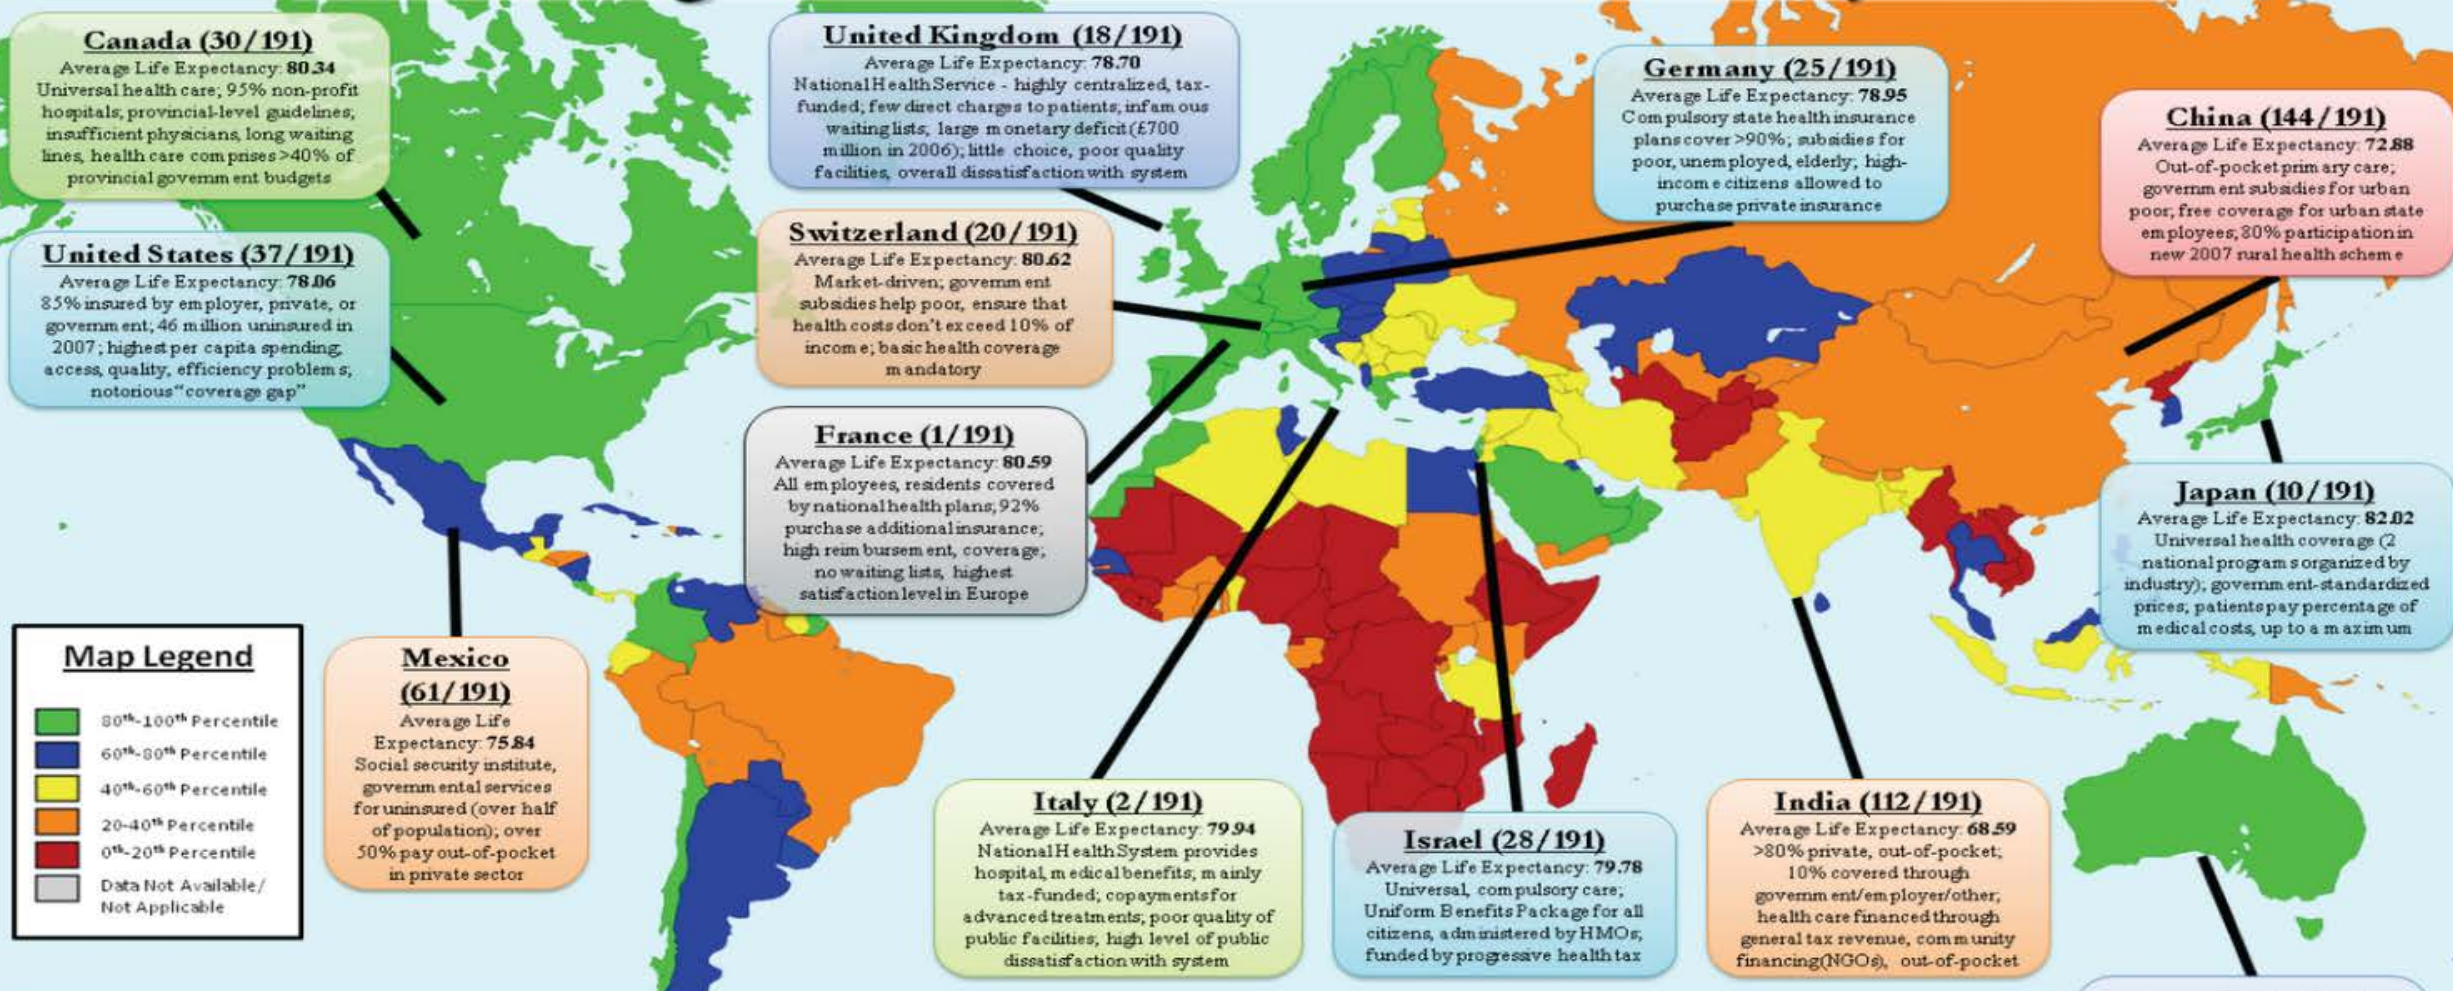 Canada (30/191)
Average Life Expectancy: 80.34
Universal health care; 95% non-profit
hospitals; provincial-level guidelines;
insufficient physicians, long waiting
lines, health care comprises >40% of
provincial government budgets
United States (37/191)
Average Life Expectancy: 78.06
85% insured by employer, private, or
government; 46 million uninsured in
2007; highest per capita spending;
access, quality, efficiency problems;
notorious “coverage gap”
United Kingdom (18/191)
Average Life Expectancy: 78.70
National Health Service - highly centralized, tax-
funded; few direct charges to patients; infamous
waiting lists; large monetary deficit (£700
million in 2006); little choice, poor quality
facilities, overall dissatisfaction with system
Switzerland (20/191)
Average Life Expectancy: 80.62
Market-driven; government
subsidies help poor, ensure that
health costs don't exceed 10% of
income; basic health coverage
mandatory
France (1/191)
Average Life Expectancy: 80.59
All employees, residents covered
by national health plans; 92%
purchase additional insurance;
high reimbursement, coverage;
no waiting lists, highest
satisfaction level in Europe
Germany (25/191)
Average Life Expectancy: 78.95
Compulsory state health insurance
plans cover >90%; subsidies for
poor, unemployed, elderly; high-
income citizens allowed to
purchase private insurance
China (144/191)
Average Life Expectancy: 72.88
Out-of-pocket primary care;
government subsidies for urban
poor; free coverage for urban state
employees; 80% participation in
new 2007 rural health scheme
Japan (10/191)
Average Life Expectancy: 82.02
Universal health coverage (2
national programs organized by
industry); government-standardized
prices; patients pay percentage of
medical costs, up to a maximum
Map Legend
80th-100th Percentile
60th-80th Percentile
40th-60th Percentile
20-40th Percentile
0th-20th Percentile
Data Not Available/
Not Applicable
Mexico
(61/191)
Average Life
Expectancy: 75.84
Social security institute,
governmental services
for uninsured (over half
of population); over
50% pay out-of-pocket
in private sector
Italy (2/191)
Average Life Expectancy: 79.94
National Health System provides
hospital, medical benefits; mainly
tax-funded; copayments for
advanced treatments; poor quality of
public facilities, high level of public
dissatisfaction with system
Israel (28/191)
Average Life Expectancy: 79.78
Universal, compulsory care;
Uniform Benefits Package for all
citizens, administered by HMOs;
funded by progressive health tax
India (112/191)
Average Life Expectancy: 68.59
>80% private, out-of-pocket;
10% covered through
government/employer/other;
health care financed through
general tax revenue, community
financing(NGOs), out-of-pocket